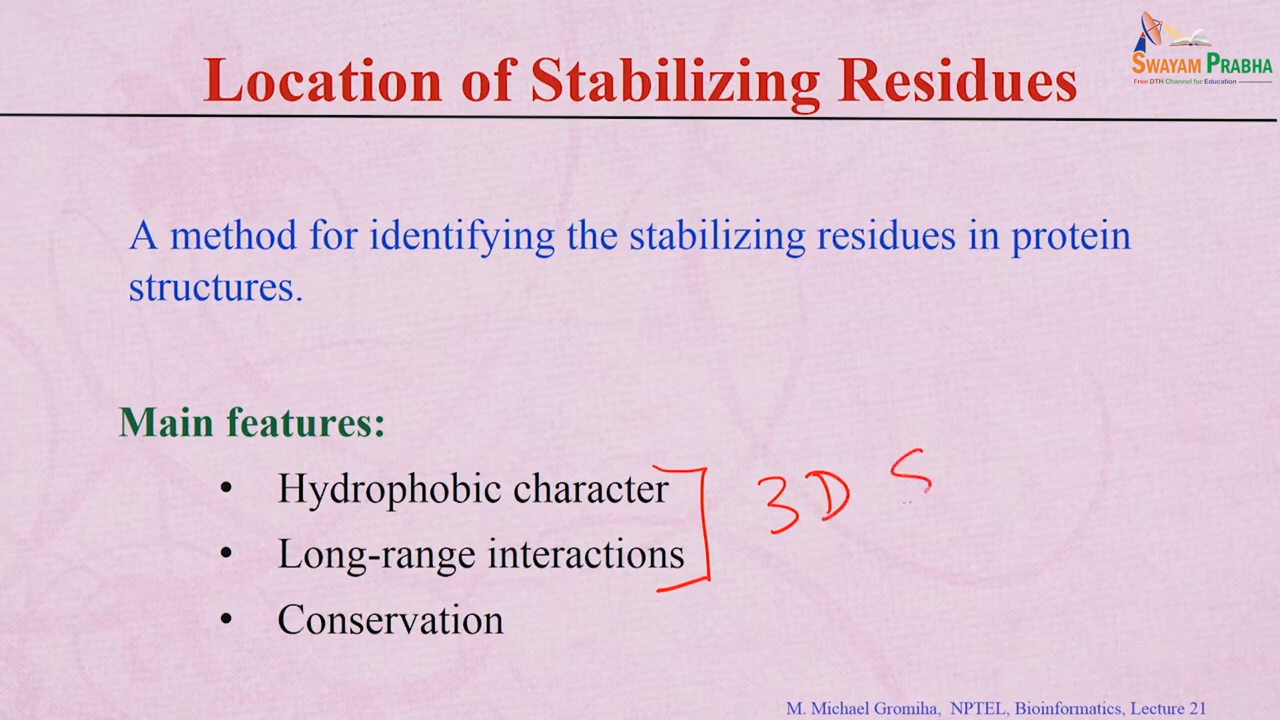 SWAYAM PRABHA
Free DTH Channel for Education
Location of Stabilizing Residues
A method for identifying the stabilizing residues in protein
structures.
Main features:
• Hydrophobic character
• Long-range interactions
3D S
• Conservation
M. Michael Gromiha, NPTEL, Bioinformatics, Lecture 21